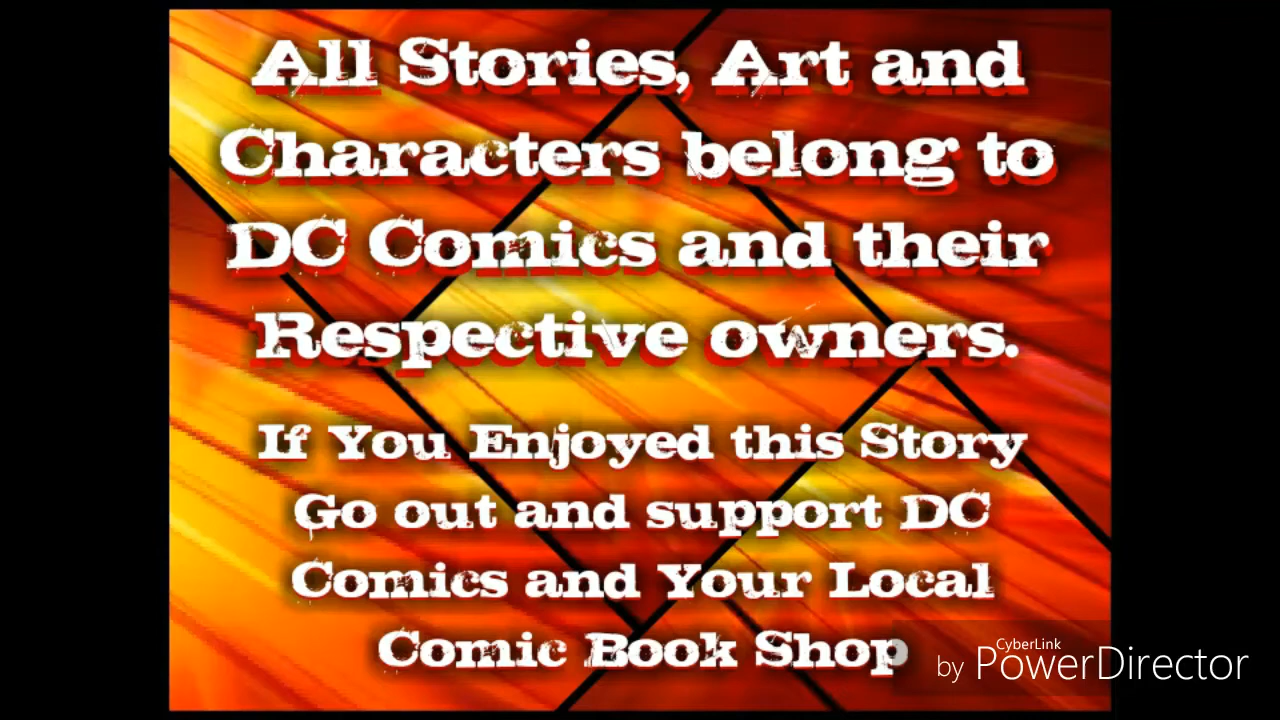 All Stories, Art and
Characters belong to
DC Comics and their
Respective owners.
If You Enjoyed this Story
Go out and support DC
Comics and Your Local
Comic Book Shop
CyberLink
by PowerDirector